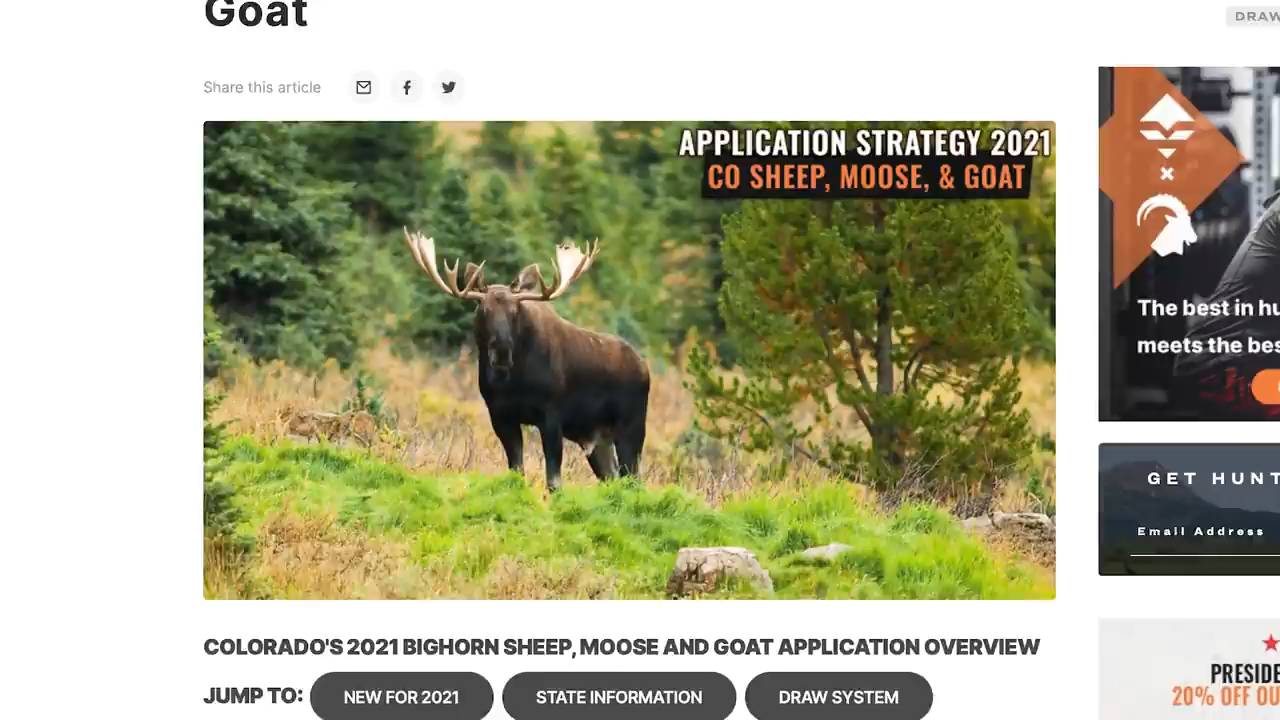 Goat
DRAW
Share this article
APPLICATION STRATEGY 2021
CO SHEEP, MOOSE, & GOAT
The best in hu
meets the bes
GET HUNT
Email Address
COLORADO'S 2021 BIGHORN SHEEP, MOOSE AND GOAT APPLICATION OVERVIEW
JUMP TO: NEW FOR 2021 STATE INFORMATION DRAW SYSTEM
PRESIDE
20% OFF OU